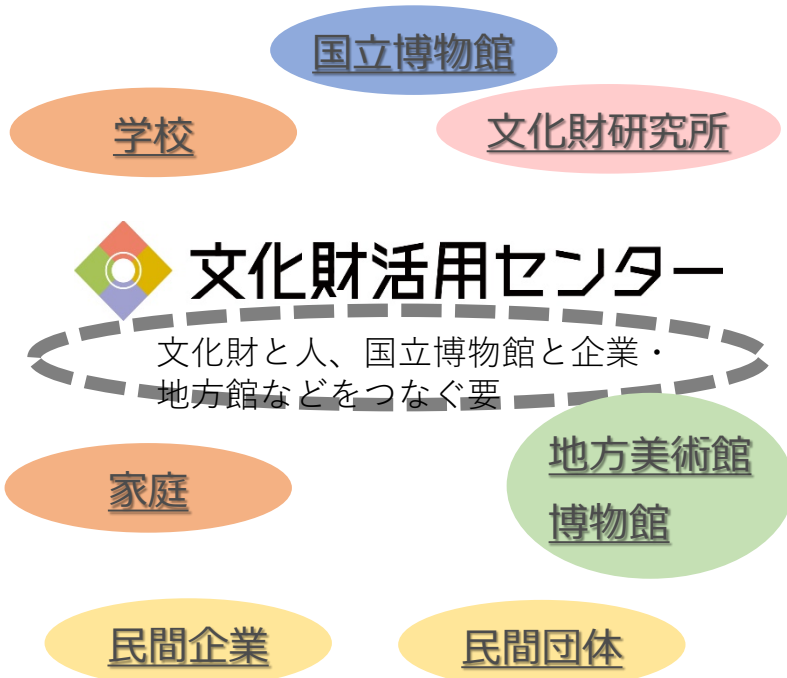 国立博物館
学校
文化財研究所
文化財活用センター
文化財と人、国立博物館と企業・
地方館などをつなぐ要
地方美術館
博物館
家庭
民間企業
民間団体